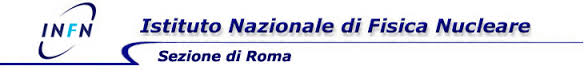 INFN
Istituto Nazionale di Fisica Nucleare
Sezione di Roma